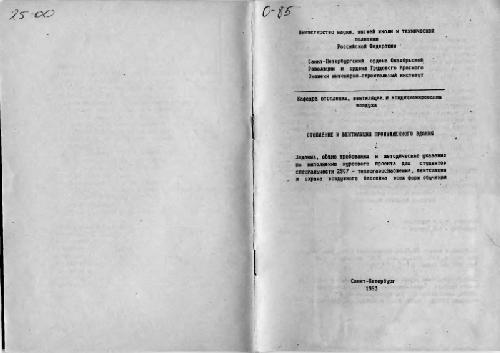 25-00
0-85
Министерство науки, высшей школы и технической
политики
Российской Федерации
Санкт-Петербургский ордена Октябрьской
Революции и ордена Трудового Красного
Знамени инженерно-строительный институт
Кафедра отопления, вентиляции и кондиционирования
воздуха
ОТОПЛЕНИЕ И ВЕНТИЛЯЦИЯ ПРОМЫШЛЕННОГО ЗДАНИЯ
Задания, общие требования и методические указания
по выполнению курсового проекта для студентов
специальности 2907 - теплогазоснабжение, вентиляция
и охрана воздушного бассейна всех форм обучения
Санкт-Петербург
1993